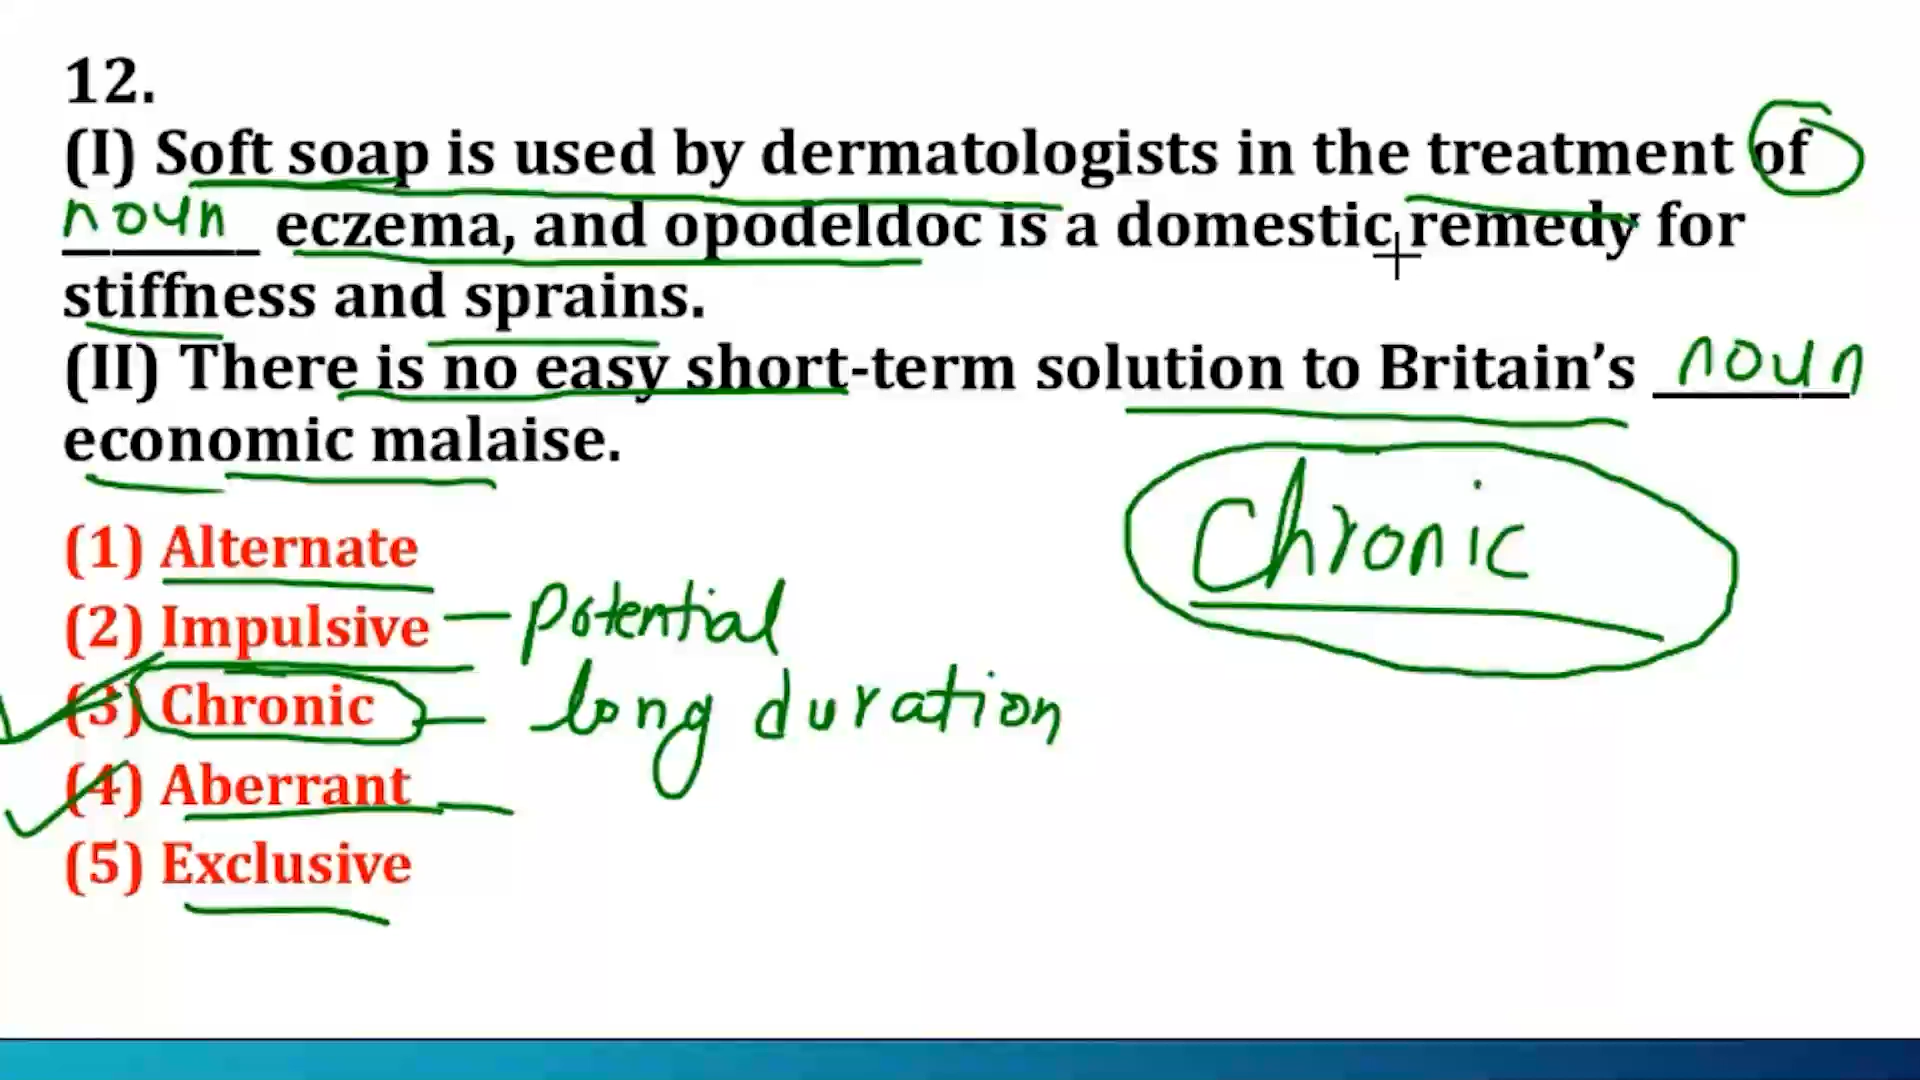 12.
(I) Soft soap is used by dermatologists in the treatment of
noun eczema, and opodeldoc is a domestic remedy for
stiffness and sprains.
(II) There is no easy short-term solution to Britain's noun
economic malaise.
Chronic
(1) Alternate
(2) Impulsive – potential
(3) Chronic – long duration
(4) Aberrant –
(5) Exclusive